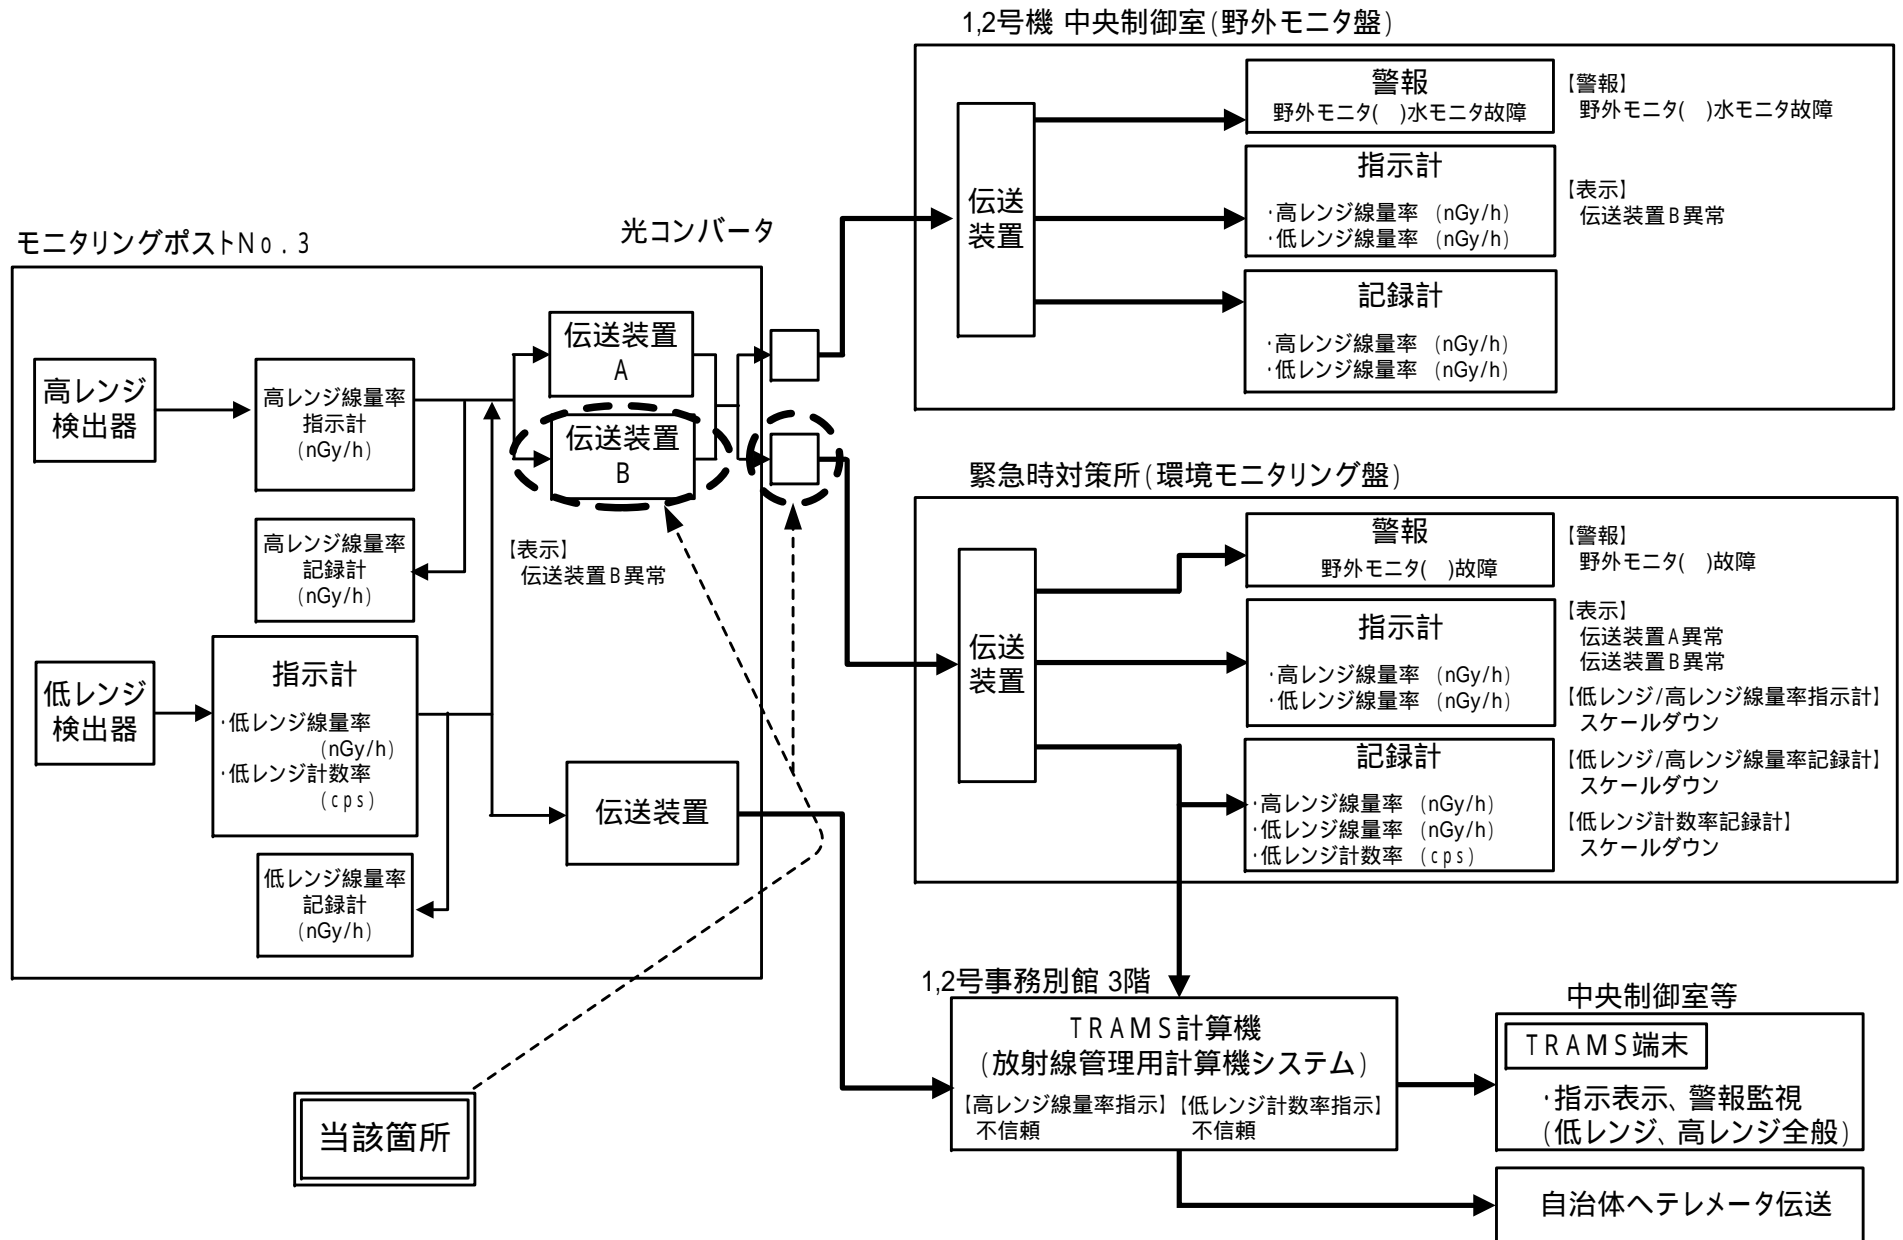 1,2号機 中央制御室(野外モニタ盤)
警報
野外モニタ( )水モニタ故障
【警報】
野外モニタ( )水モニタ故障
伝送
装置
指示計
・高レンジ線量率 (nGy/h)
・低レンジ線量率 (nGy/h)
【表示】
伝送装置B異常
記録計
・高レンジ線量率 (nGy/h)
・低レンジ線量率 (nGy/h)
モニタリングポストNo.3
光コンバータ
高レンジ
検出器
高レンジ線量率
指示計
(nGy/h)
高レンジ線量率
記録計
(nGy/h)
伝送装置
A
伝送装置
B
【表示】
伝送装置B異常
低レンジ
検出器
指示計
・低レンジ線量率
(nGy/h)
・低レンジ計数率
(cps)
低レンジ線量率
記録計
(nGy/h)
伝送装置
緊急時対策所(環境モニタリング盤)
警報
野外モニタ( )故障
【警報】
野外モニタ( )故障
伝送
装置
指示計
・高レンジ線量率 (nGy/h)
・低レンジ線量率 (nGy/h)
【表示】
伝送装置A異常
伝送装置B異常
【低レンジ/高レンジ線量率指示計】
スケールダウン
記録計
・高レンジ線量率 (nGy/h)
・低レンジ線量率 (nGy/h)
・低レンジ計数率 (cps)
【低レンジ/高レンジ線量率記録計】
スケールダウン
【低レンジ計数率記録計】
スケールダウン
1,2号事務別館 3階
TRAMS計算機
(放射線管理用計算機システム)
【高レンジ線量率指示】【低レンジ計数率指示】
不信頼 不信頼
中央制御室等
TRAMS端末
・指示表示、警報監視
(低レンジ、高レンジ全般)
自治体へテレメータ伝送
当該箇所